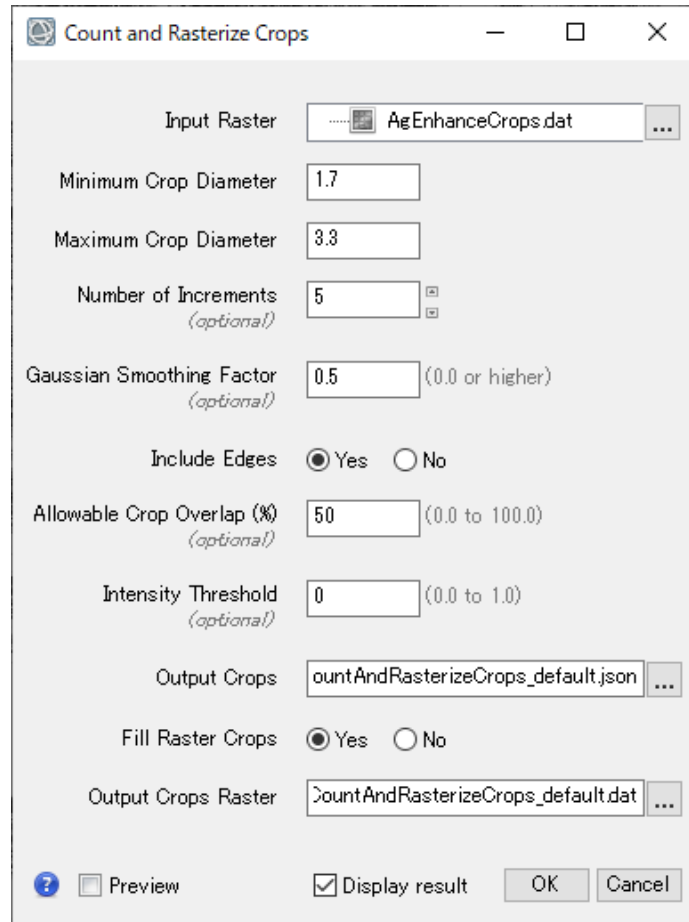 Count and Rasterize Crops
Input Raster AgEnhanceCrops.dat ...
Minimum Crop Diameter 1.7
Maximum Crop Diameter 3.3
Number of Increments 5
(optional)
Gaussian Smoothing Factor 0.5 (0.0 or higher)
(optional)
Include Edges Yes No
Allowable Crop Overlap (%) 50 (0.0 to 100.0)
(optional)
Intensity Threshold 0 (0.0 to 1.0)
(optional)
Output Crops ountAndRasterizeCrops_default.json ...
Fill Raster Crops Yes No
Output Crops Raster CountAndRasterizeCrops_default.dat ...
? Preview Display result OK Cancel